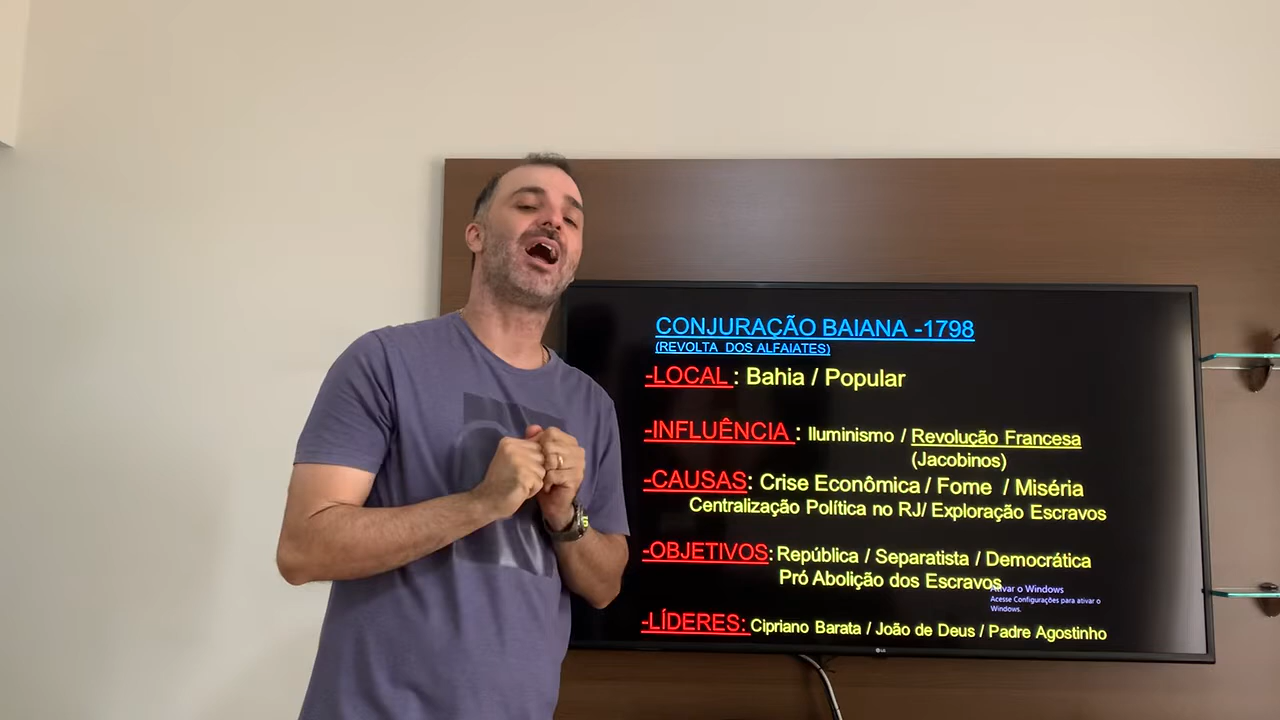 CONJURAÇÃO BAIANA -1798
(REVOLTA DOS ALFAIATES)
-LOCAL : Bahia / Popular
-INFLUÊNCIA : Iluminismo / Revolução Francesa
(Jacobinos)
-CAUSAS: Crise Econômica / Fome / Miséria
Centralização Política no RJ/ Exploração Escravos
-OBJETIVOS: República / Separatista / Democrática
Pró Abolição dos Escravos
Ativar o Windows
Acesse Configurações para ativar o
Windows.
-LÍDERES: Cipriano Barata / João de Deus / Padre Agostinho
LG